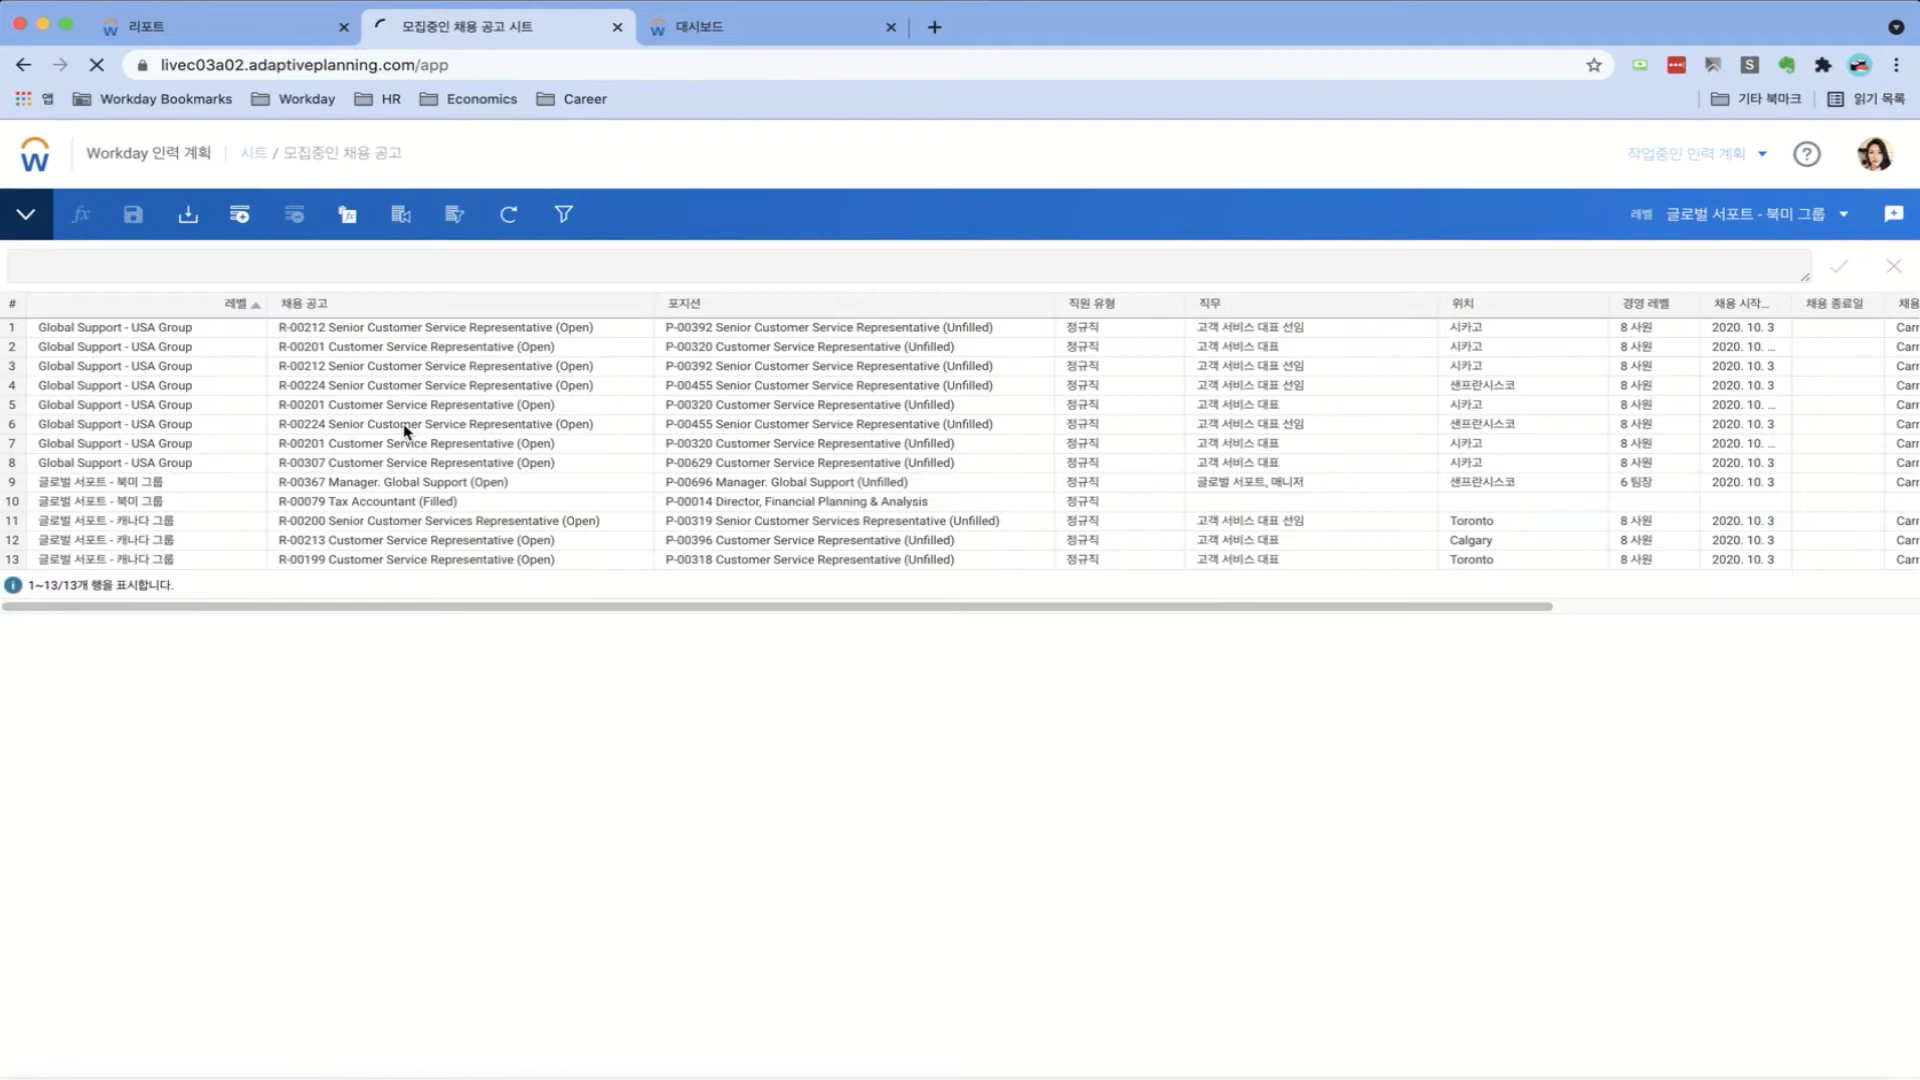 리포트
모집중인 채용 공고 시트
대시보드
livec03a02.adaptiveplanning.com/app
앱
Workday Bookmarks
Workday
HR
Economics
Career
기타 북마크
읽기 목록
Workday 인력 계획
시트 / 모집중인 채용 공고
작업중인 인력 계획
레벨 글로벌 서포트 - 북미 그룹
# 레벨 채용 공고 포지션 직원 유형 직무 위치 경영 레벨 채용 시작... 채용 종료일 채용
1 Global Support - USA Group R-00212 Senior Customer Service Representative (Open) P-00392 Senior Customer Service Representative (Unfilled) 정규직 고객 서비스 대표 선임 시카고 8 사원 2020. 10. 3 Carr
2 Global Support - USA Group R-00201 Customer Service Representative (Open) P-00320 Customer Service Representative (Unfilled) 정규직 고객 서비스 대표 시카고 8 사원 2020. 10. ... Carr
3 Global Support - USA Group R-00212 Senior Customer Service Representative (Open) P-00392 Senior Customer Service Representative (Unfilled) 정규직 고객 서비스 대표 선임 시카고 8 사원 2020. 10. 3 Carr
4 Global Support - USA Group R-00224 Senior Customer Service Representative (Open) P-00455 Senior Customer Service Representative (Unfilled) 정규직 고객 서비스 대표 선임 샌프란시스코 8 사원 2020. 10. 3 Carr
5 Global Support - USA Group R-00201 Customer Service Representative (Open) P-00320 Customer Service Representative (Unfilled) 정규직 고객 서비스 대표 시카고 8 사원 2020. 10. ... Carr
6 Global Support - USA Group R-00224 Senior Customer Service Representative (Open) P-00455 Senior Customer Service Representative (Unfilled) 정규직 고객 서비스 대표 선임 샌프란시스코 8 사원 2020. 10. 3 Carr
7 Global Support - USA Group R-00201 Customer Service Representative (Open) P-00320 Customer Service Representative (Unfilled) 정규직 고객 서비스 대표 시카고 8 사원 2020. 10. ... Carr
8 Global Support - USA Group R-00307 Customer Service Representative (Open) P-00629 Customer Service Representative (Unfilled) 정규직 고객 서비스 대표 시카고 8 사원 2020. 10. 3 Carr
9 글로벌 서포트 - 북미 그룹 R-00367 Manager. Global Support (Open) P-00696 Manager. Global Support (Unfilled) 정규직 글로벌 서포트, 매니저 샌프란시스코 6 팀장 2020. 10. 3 Carr
10 글로벌 서포트 - 북미 그룹 R-00079 Tax Accountant (Filled) P-00014 Director, Financial Planning & Analysis 정규직
11 글로벌 서포트 - 캐나다 그룹 R-00200 Senior Customer Services Representative (Open) P-00319 Senior Customer Services Representative (Unfilled) 정규직 고객 서비스 대표 선임 Toronto 8 사원 2020. 10. 3 Carr
12 글로벌 서포트 - 캐나다 그룹 R-00213 Customer Service Representative (Open) P-00396 Customer Service Representative (Unfilled) 정규직 고객 서비스 대표 Calgary 8 사원 2020. 10. 3 Carr
13 글로벌 서포트 - 캐나다 그룹 R-00199 Customer Service Representative (Open) P-00318 Customer Service Representative (Unfilled) 정규직 고객 서비스 대표 Toronto 8 사원 2020. 10. 3 Carr
1~13/13개 행을 표시합니다.